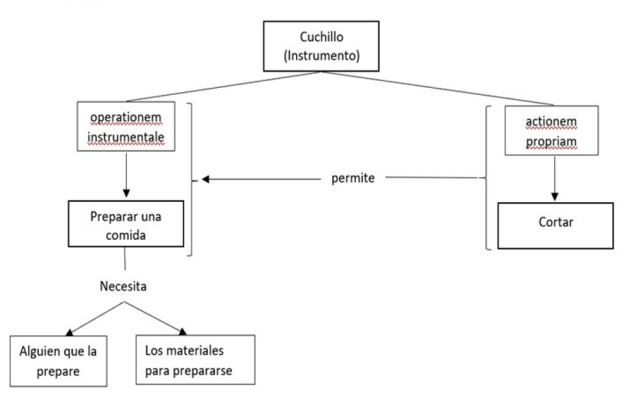 Cuchillo
(Instrumento)
operationem
instrumentale
actionem
propriam
permite
Preparar una
comida
Cortar
Necesita
Alguien que la
prepare
Los materiales
para prepararse